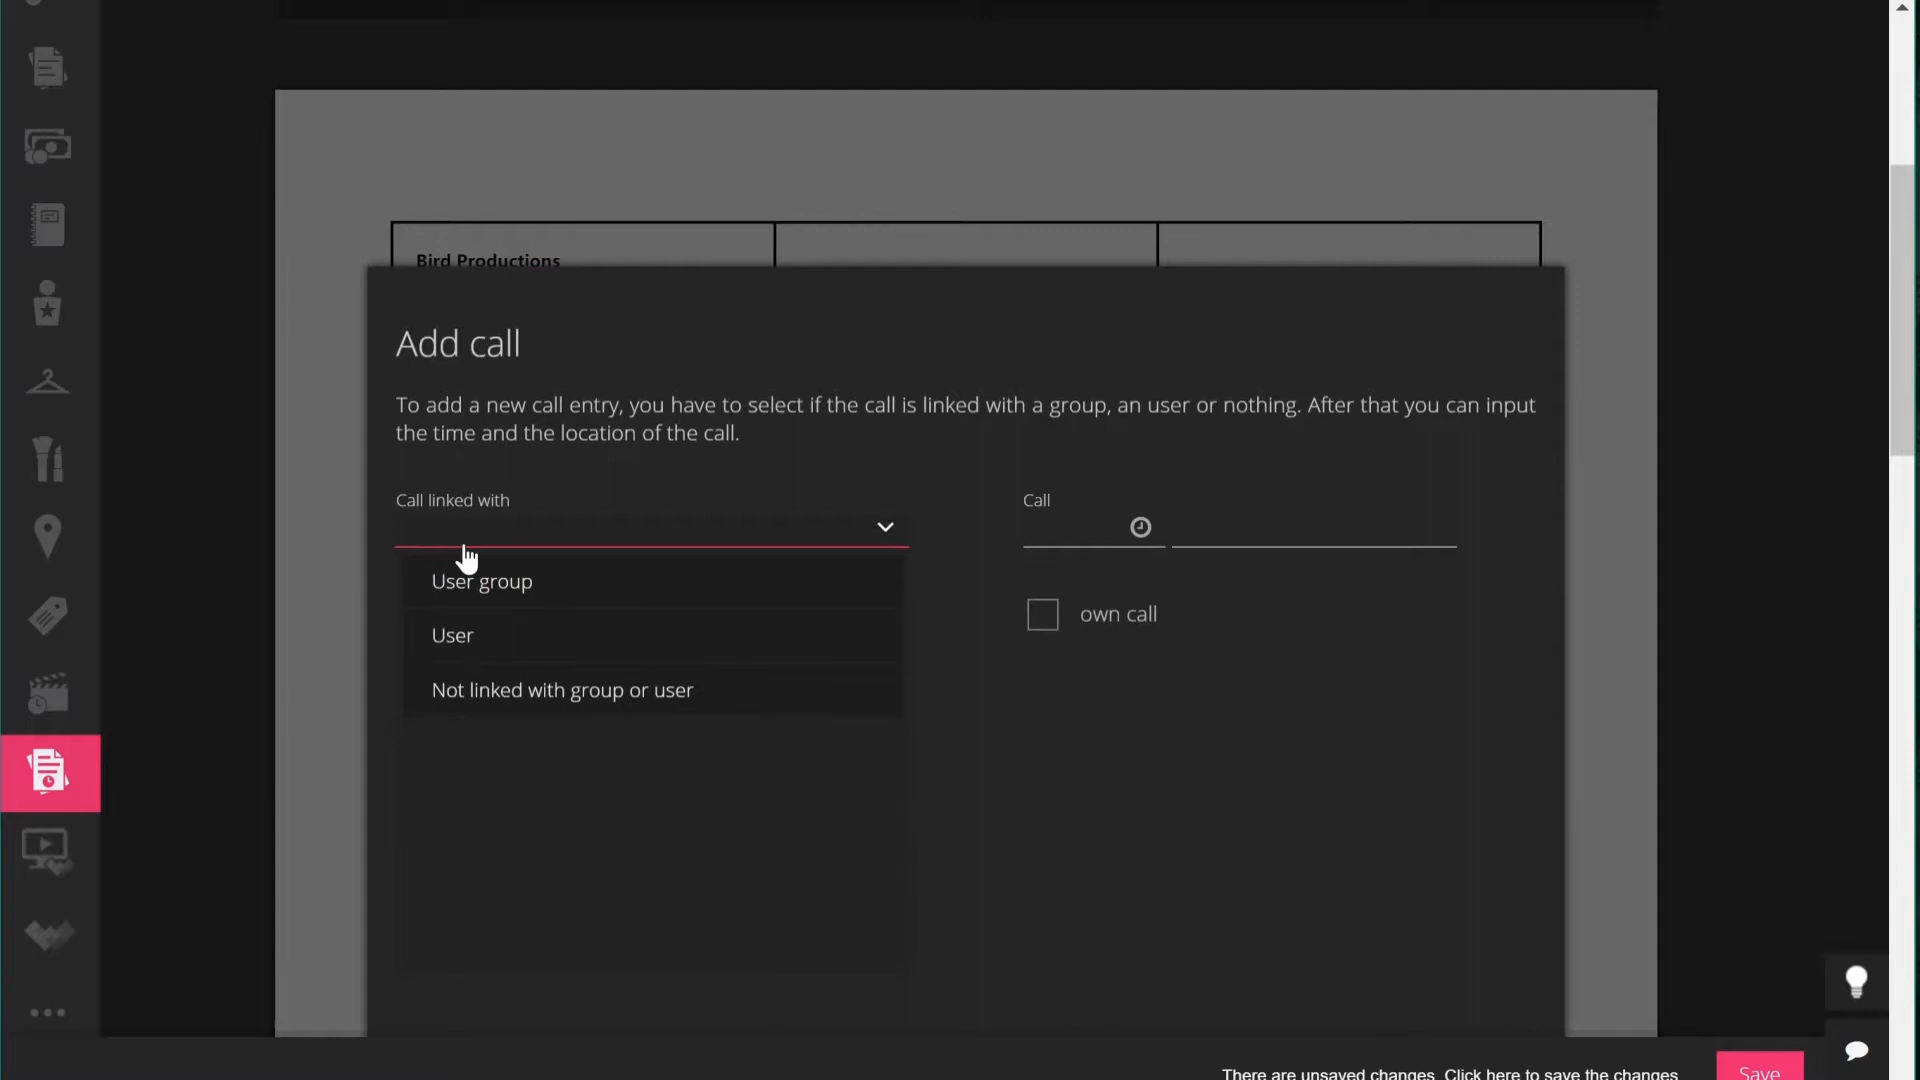 Bird Productions
Add call
To add a new call entry, you have to select if the call is linked with a group, an user or nothing. After that you can input
the time and the location of the call.
Call linked with
Call
User group
own call
User
Not linked with group or user
There are unsaved changes. Click here to save the changes
Save